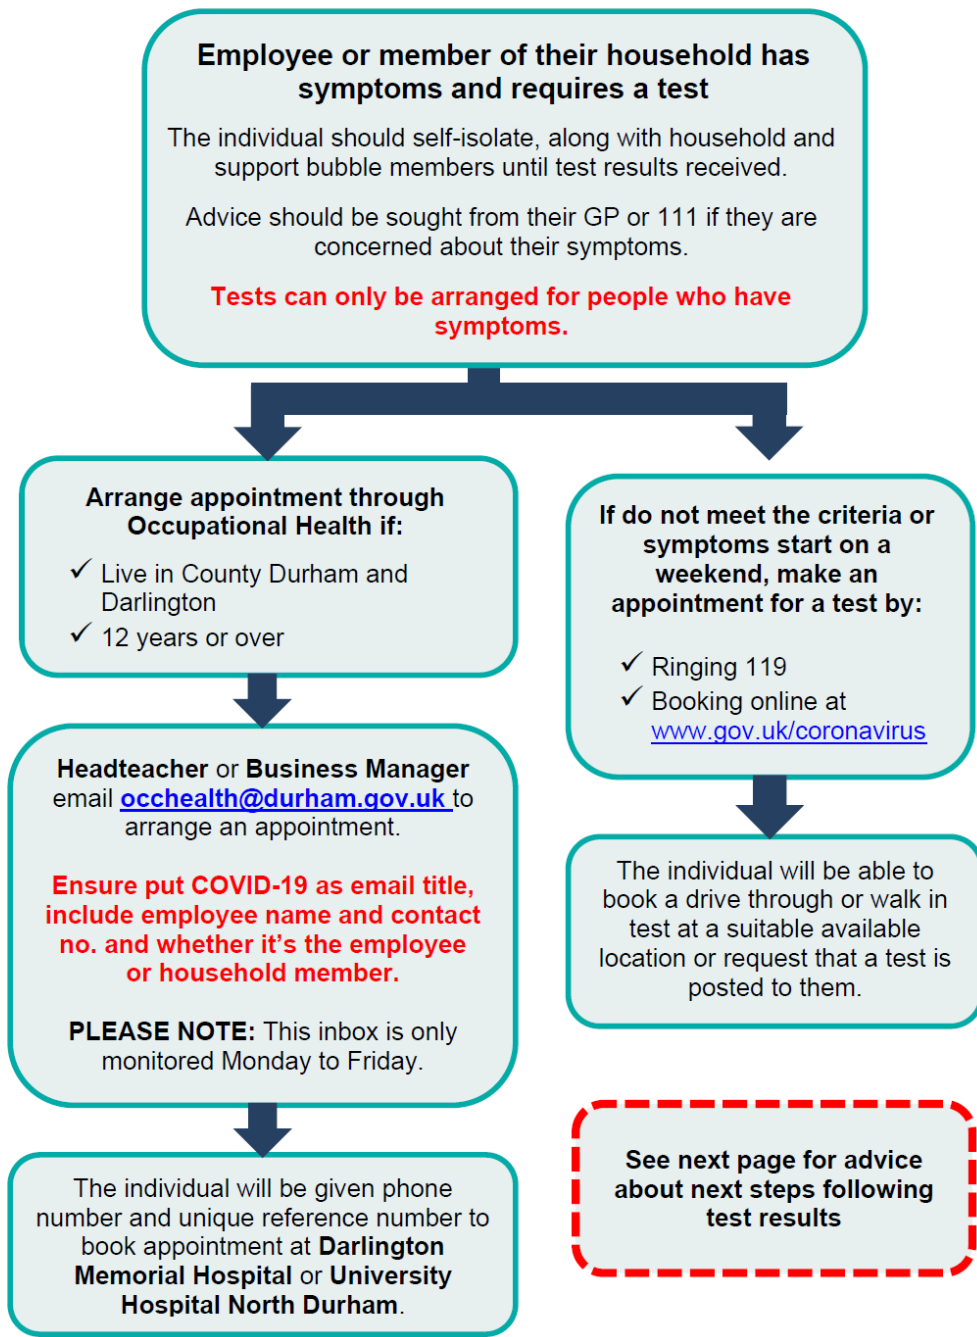 Employee or member of their household has
symptoms and requires a test
The individual should self-isolate, along with household and
support bubble members until test results received.
Advice should be sought from their GP or 111 if they are
concerned about their symptoms.
Tests can only be arranged for people who have
symptoms.
Arrange appointment through
Occupational Health if:
✓ Live in County Durham and
Darlington
✓ 12 years or over
Headteacher or Business Manager
email occhealth@durham.gov.uk to
arrange an appointment.
Ensure put COVID-19 as email title,
include employee name and contact
no. and whether it's the employee
or household member.
PLEASE NOTE: This inbox is only
monitored Monday to Friday.
The individual will be given phone
number and unique reference number to
book appointment at Darlington
Memorial Hospital or University
Hospital North Durham.
If do not meet the criteria or
symptoms start on a
weekend, make an
appointment for a test by:
✓ Ringing 119
✓ Booking online at
www.gov.uk/coronavirus
The individual will be able to
book a drive through or walk in
test at a suitable available
location or request that a test is
posted to them.
See next page for advice
about next steps following
test results